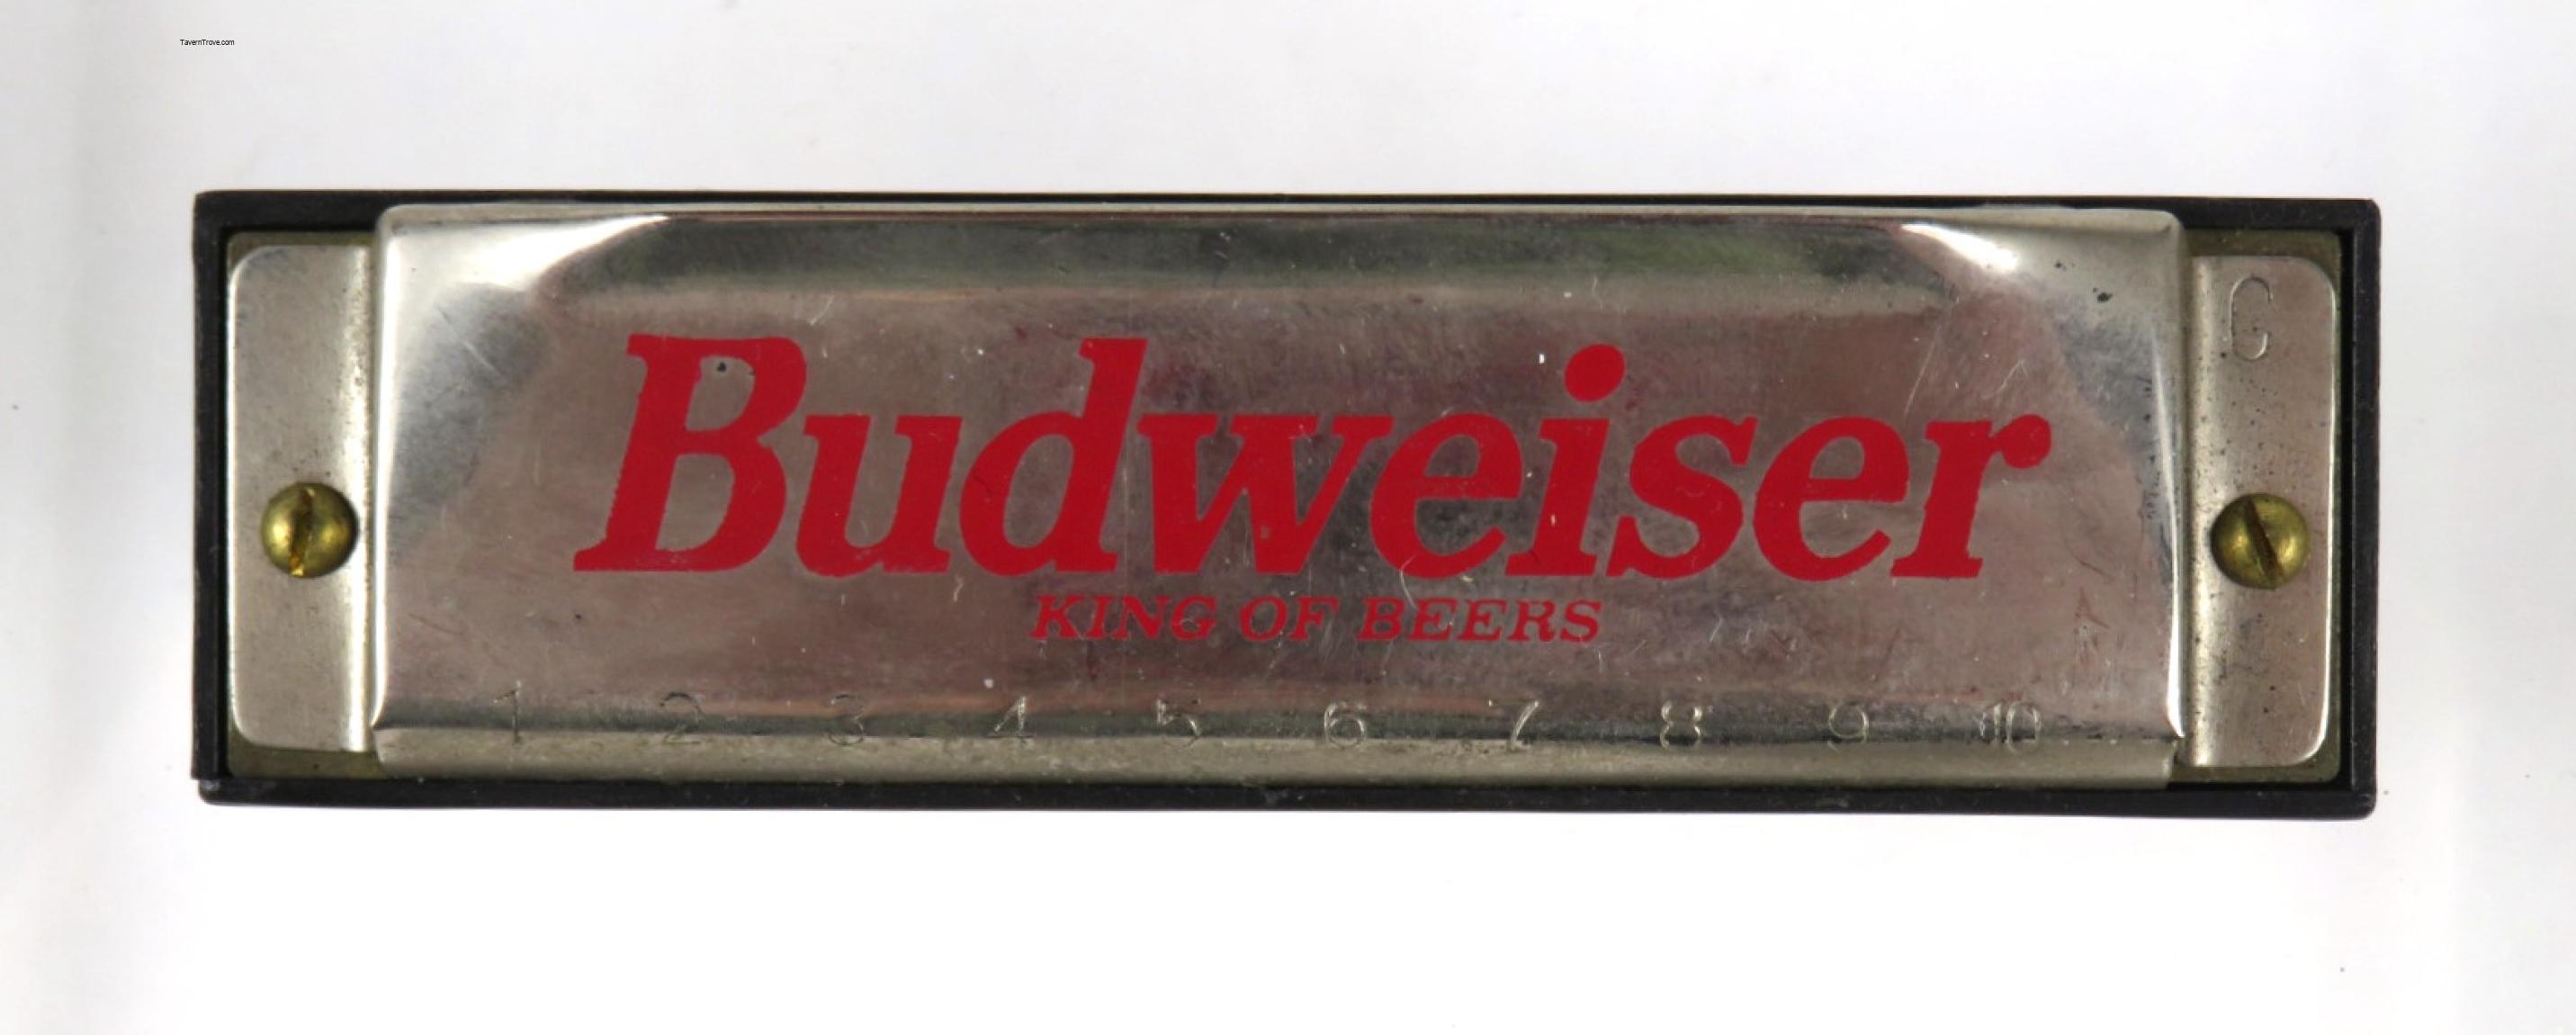 TavernTrove.com
G
Budweiser
KING OF BEERS
1 2 3 4 5 6 7 8 9 10